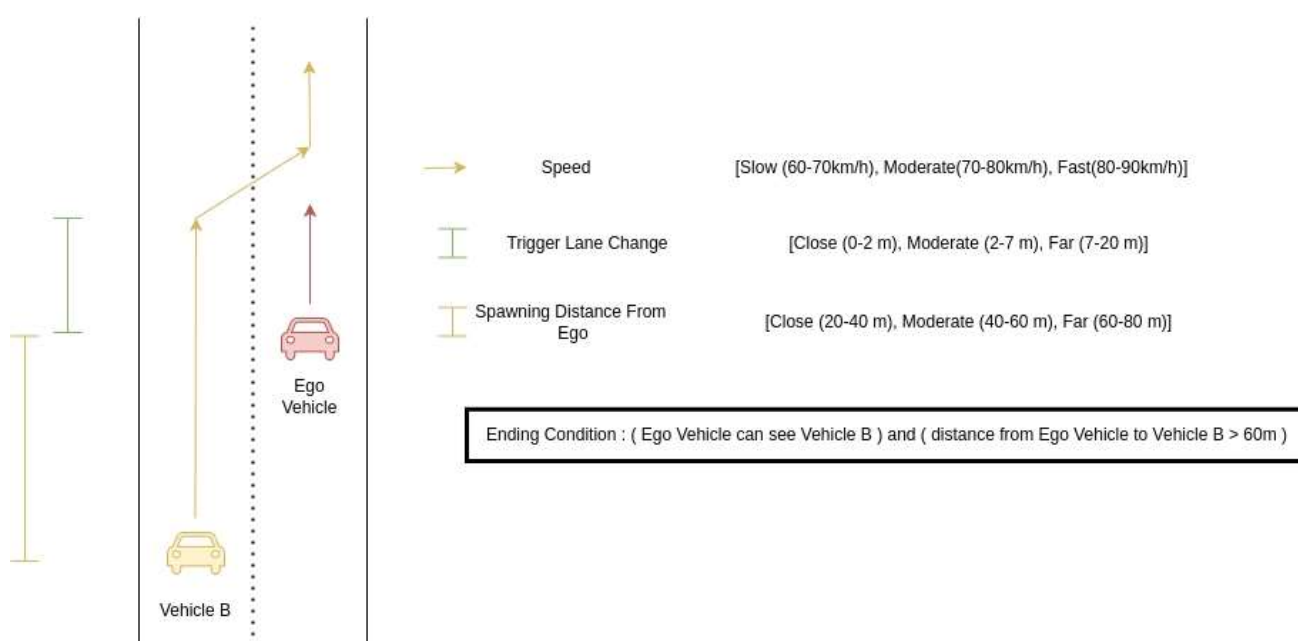 Speed
[Slow (60-70km/h), Moderate(70-80km/h), Fast(80-90km/h)]
Trigger Lane Change
[Close (0-2 m), Moderate (2-7 m), Far (7-20 m)]
Spawning Distance From
Ego
[Close (20-40 m), Moderate (40-60 m), Far (60-80 m)]
Ego
Vehicle
Ending Condition : ( Ego Vehicle can see Vehicle B ) and ( distance from Ego Vehicle to Vehicle B > 60m )
Vehicle B